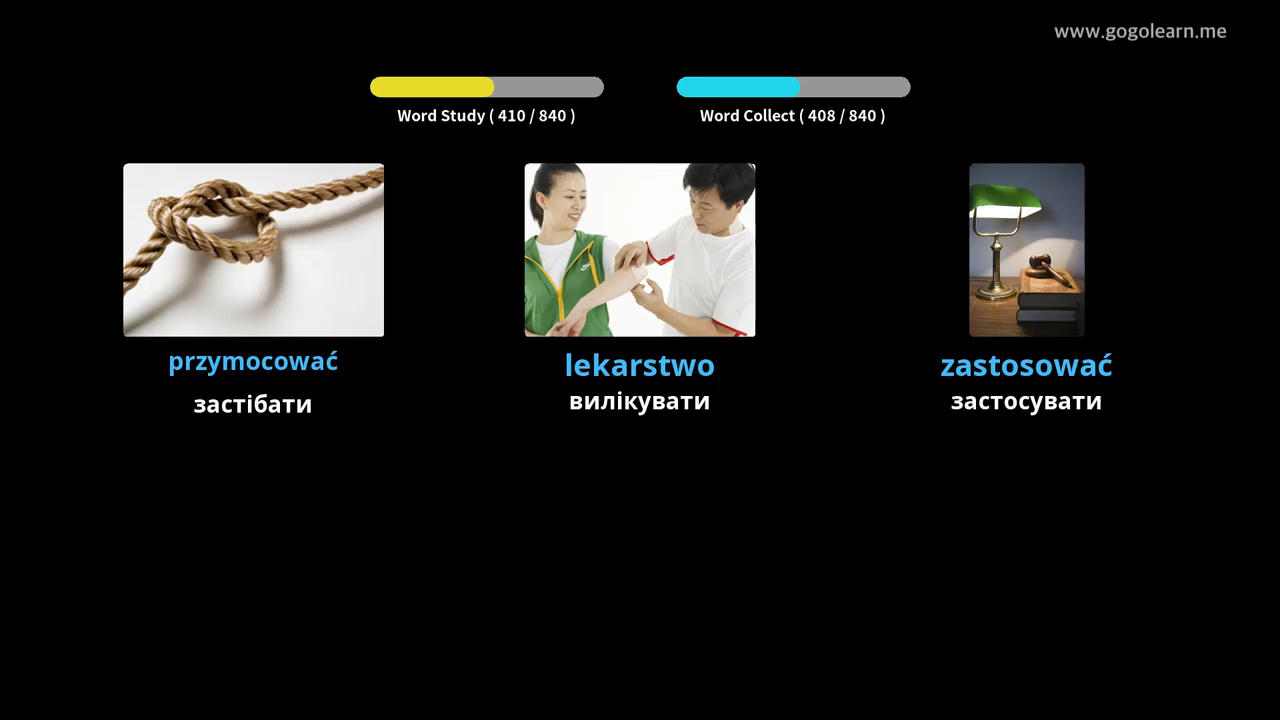 www.gogolearn.me
Word Study ( 410 / 840 )
Word Collect ( 408 / 840 )
przymocować
застібати
lekarstwo
вилікувати
zastosować
застосувати